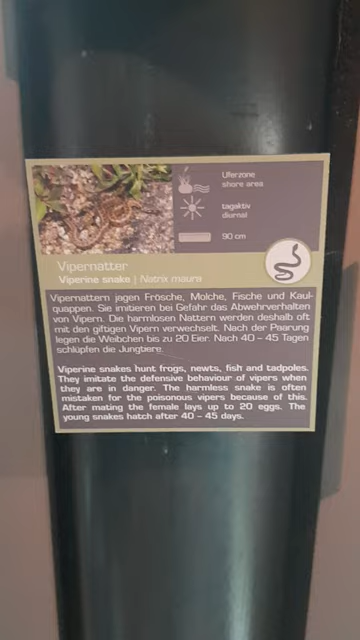 Uferzone
shore area
tagaktiv
diurnal
90 cm
Vipernatter
Viperine snake | Natrix maura
Vipernattern jagen Frösche, Molche, Fische und Kaul-
quappen. Sie imitieren bei Gefahr das Abwehrverhalten
von Vipern. Die harmlosen Nattern werden deshalb oft
mit den giftigen Vipern verwechselt. Nach der Paarung
legen die Weibchen bis zu 20 Eier. Nach 40 – 45 Tagen
schlüpfen die Jungtiere.
Viperine snakes hunt frogs, newts, fish and tadpoles.
They imitate the defensive behaviour of vipers when
they are in danger. The harmless snake is often
mistaken for the poisonous vipers because of this.
After mating the female lays up to 20 eggs. The
young snakes hatch after 40 – 45 days.